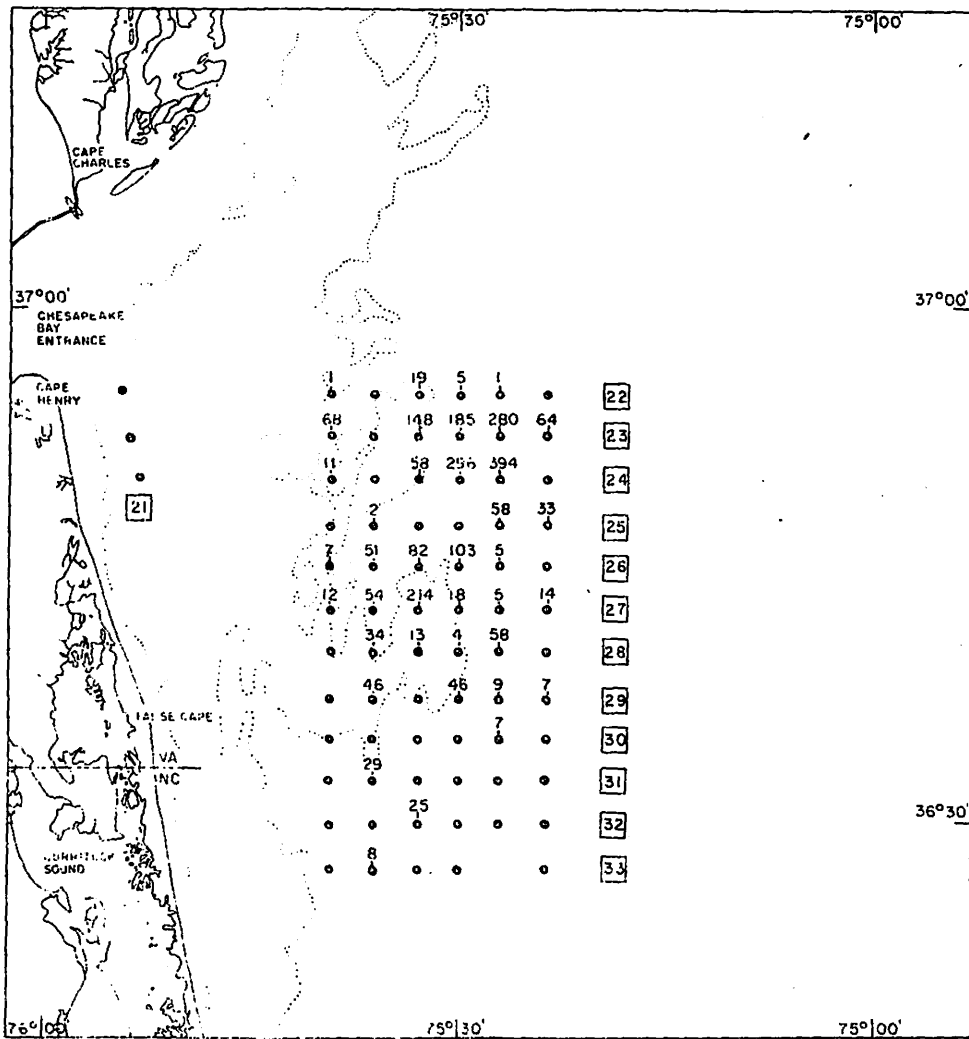 75°30' 75°00'
CAPE
CHARLES
37°00' 37°00'
CHESAPEAKE
BAY
ENTRANCE
CAPE
HENRY
1 19 5 1
22
68 148 185 280 64
23
11 58 256 394
24
21
2 58 33
25
7 51 82 103 5
26
12 54 214 18 5 14
27
34 13 4 58
28
46 46 9 7
29
FALSE CAPE
7
30
VA
NC
29
31
25
36°30'
32
CURRITUCK
SOUND
8
33
76°00' 75°30' 75°00'